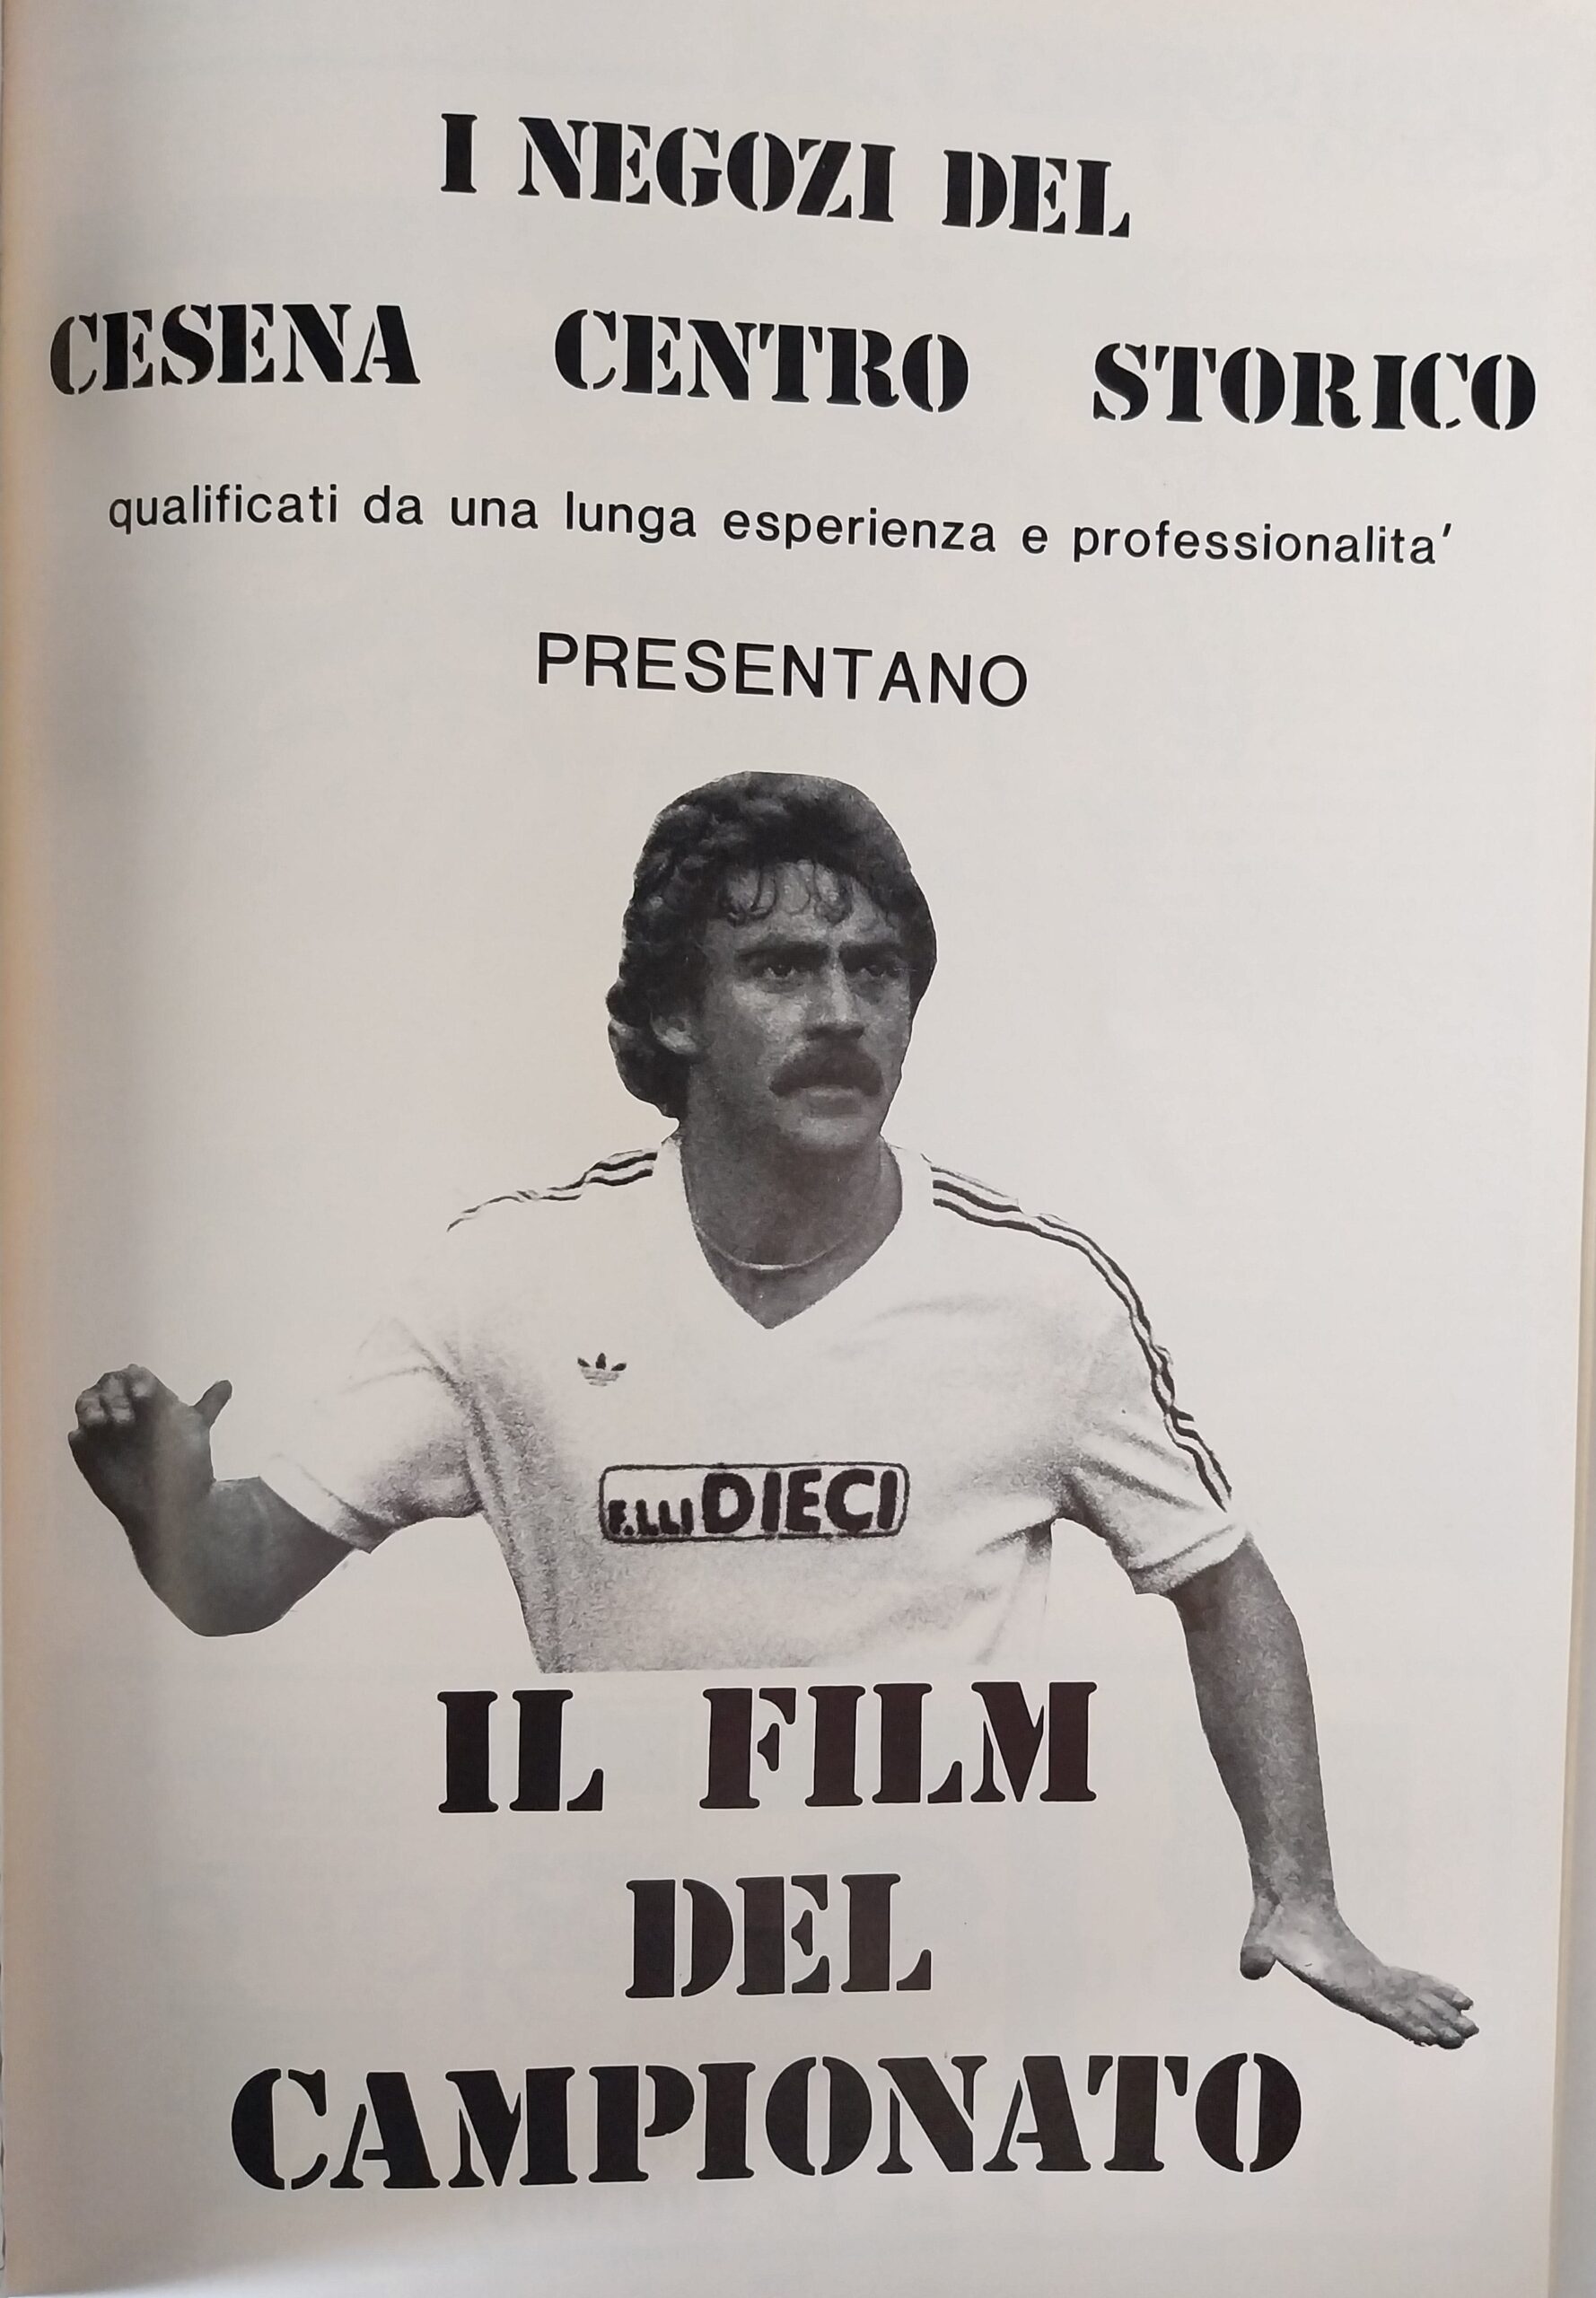 I NEGOZI DEL
CESENA CENTRO STORICO
qualificati da una lunga esperienza e professionalita'
PRESENTANO
F.LLI DIECI
IL FILM
DEL
CAMPIONATO